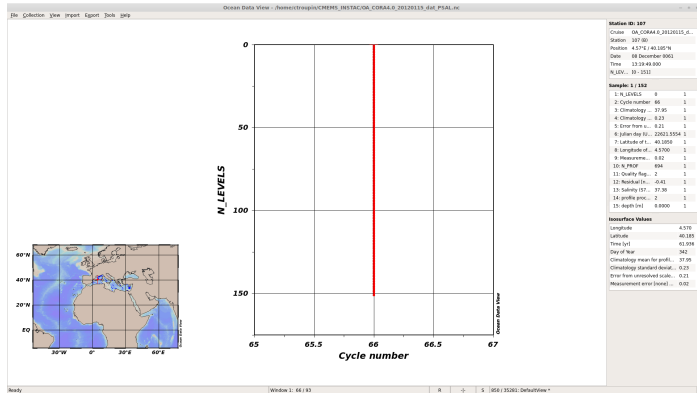 Ocean Data View - /home/ctroupin/CMEMS_INSTAC/OA_CORA4.0_20120115_dat_PSAL.nc
File Collection View Import Export Tools Help
Station ID: 107
Cruise OA_CORA4.0_20120115_d...
Station 107 (B)
Position 4.57°E / 40.185°N
Date 08 December 0061
Time 13:19:49.000
N_LEV... [0 - 151]
Sample: 1 / 152
1: N_LEVELS 0 1
2: Cycle number 66 1
3: Climatology ... 37.95 1
4: Climatology ... 0.23 1
5: Error from u... 0.21 1
6: Julian day (U... 22621.5554 1
7: Latitude of t... 40.1850 1
8: Longitude of... 4.5700 1
9: Measureme... 0.02 1
10: N_PROF 694 1
11: Quality flag... 2 1
12: Residual [n... -0.41 1
13: Salinity (S7... 37.36 1
14: profile proc... 2 1
15: depth [m] 0.0000 1
Isosurface Values
Longitude 4.570
Latitude 40.185
Time [yr] 61.936
Day of Year 342
Climatology mean for profil... 37.95
Climatology standard deviat... 0.23
Error from unresolved scale... 0.21
Measurement error [none] ... 0.02
0
50
100
150
N_LEVELS
65 65.5 66 66.5 67
Cycle number
Ocean Data View
60°N
40°N
20°N
EQ
30°W 0° 30°E 60°E
Ocean Data View
Ready Window 1: 66 / 93 R S 850 / 35281: DefaultView *